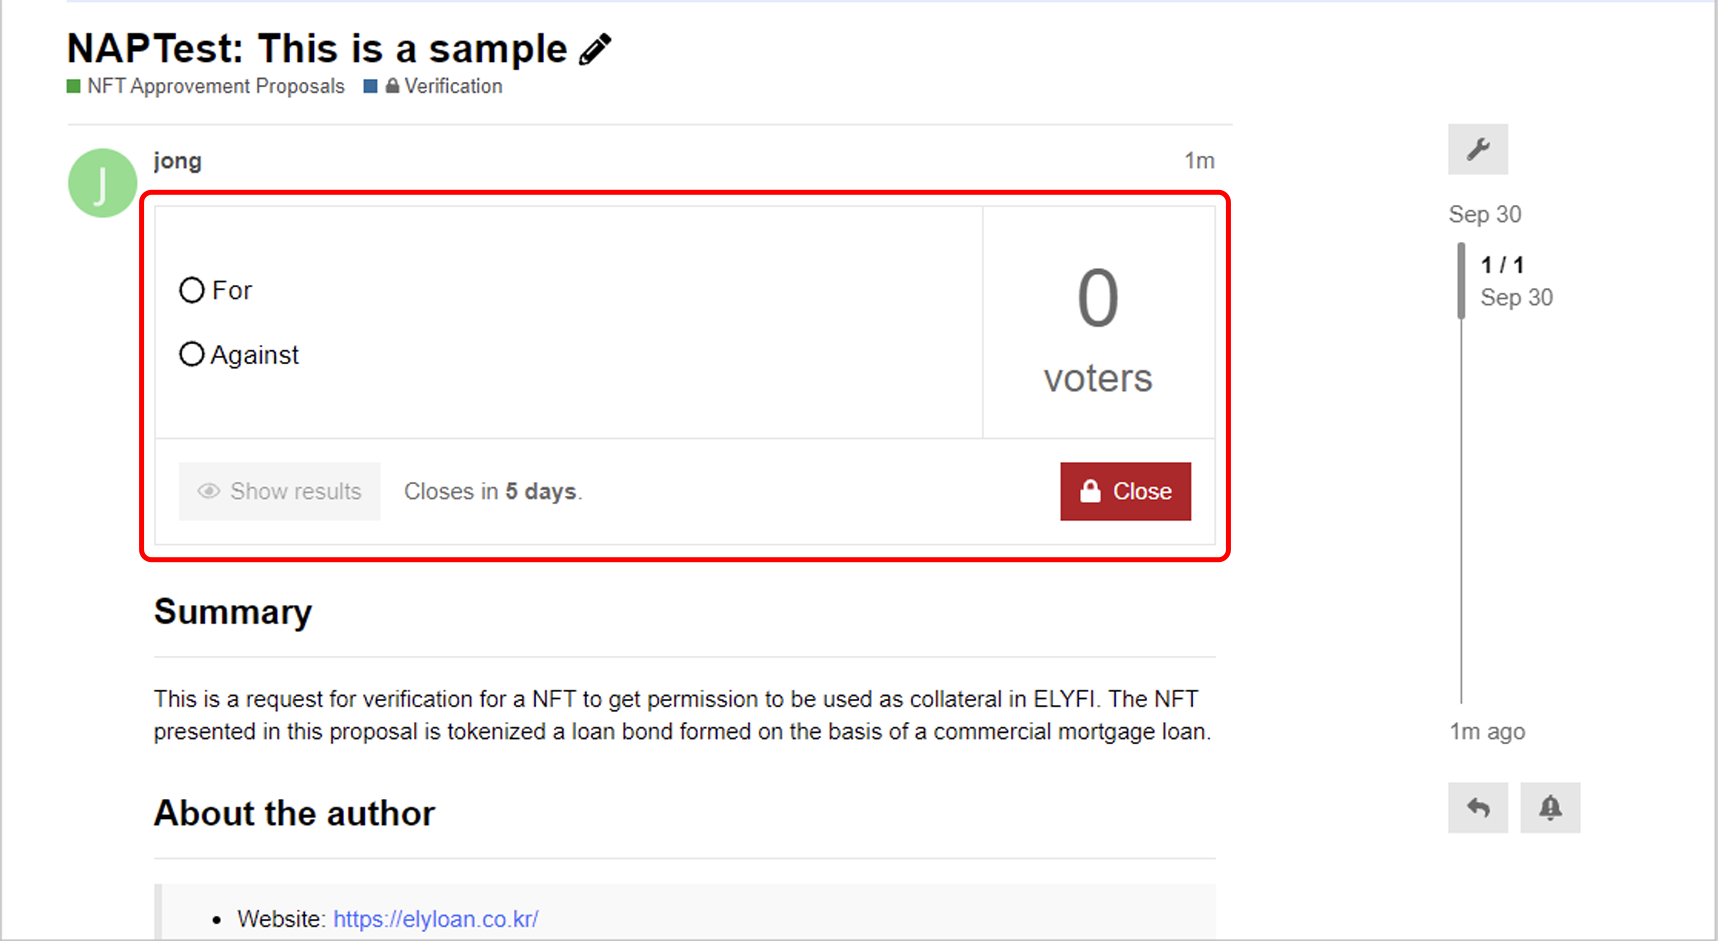 NAPTest: This is a sample
NFT Approvement Proposals Verification
J
jong 1m
For
Against
0
voters
Show results Closes in 5 days. Close
Sep 30
1 / 1
Sep 30
1m ago
Summary
This is a request for verification for a NFT to get permission to be used as collateral in ELYFI. The NFT
presented in this proposal is tokenized a loan bond formed on the basis of a commercial mortgage loan.
About the author
• Website: https://elyloan.co.kr/